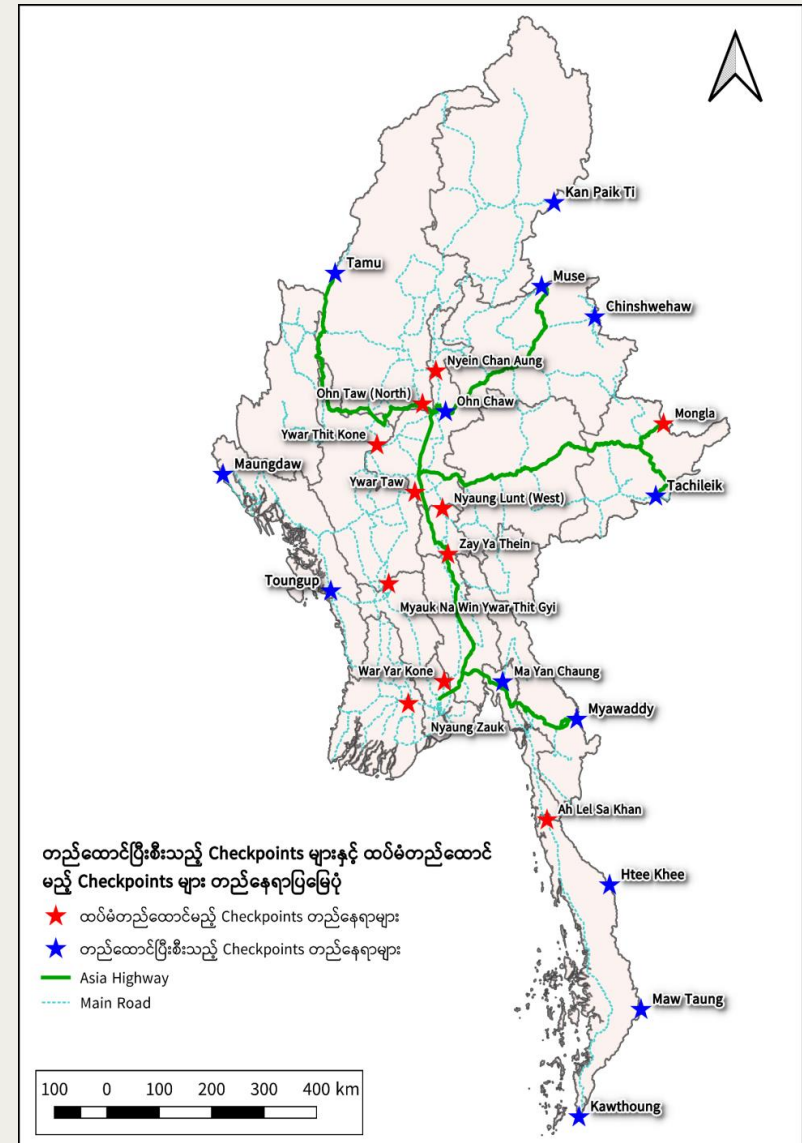 Kan Paik Ti
Tamu
Muse
Chinshwehaw
Nyein Chan Aung
Ohn Taw (North)
Ohn Chaw
Mongla
Ywar Thit Kone
Maungdaw
Ywar Taw
Nyaung Lunt (West)
Tachileik
Zay Ya Thein
Toungup
Myauk Na Win Ywar Thit Gyi
War Yar Kone
Ma Yan Chaung
Myawaddy
Nyaung Zauk
Ah Lel Sa Khan
Htee Khee
Maw Taung
Kawthoung
တည်ထောင်ပြီးစီးသည့် Checkpoints များနှင့် ထပ်မံတည်ထောင်
မည့် Checkpoints များ တည်နေရာပြမြေပုံ
ထပ်မံတည်ထောင်မည့် Checkpoints တည်နေရာများ
တည်ထောင်ပြီးစီးသည့် Checkpoints တည်နေရာများ
Asia Highway
Main Road
100 0 100 200 300 400 km